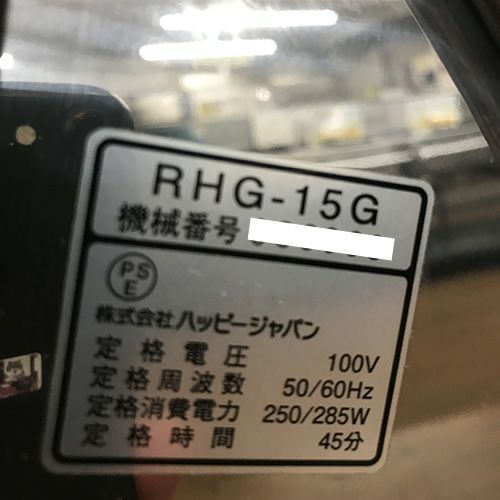 RHG-15G
機械番号
PS
E
株式会社ハッピージャパン
定格電圧 100V
定格周波数 50/60Hz
定格消費電力 250/285W
定格時間 45分